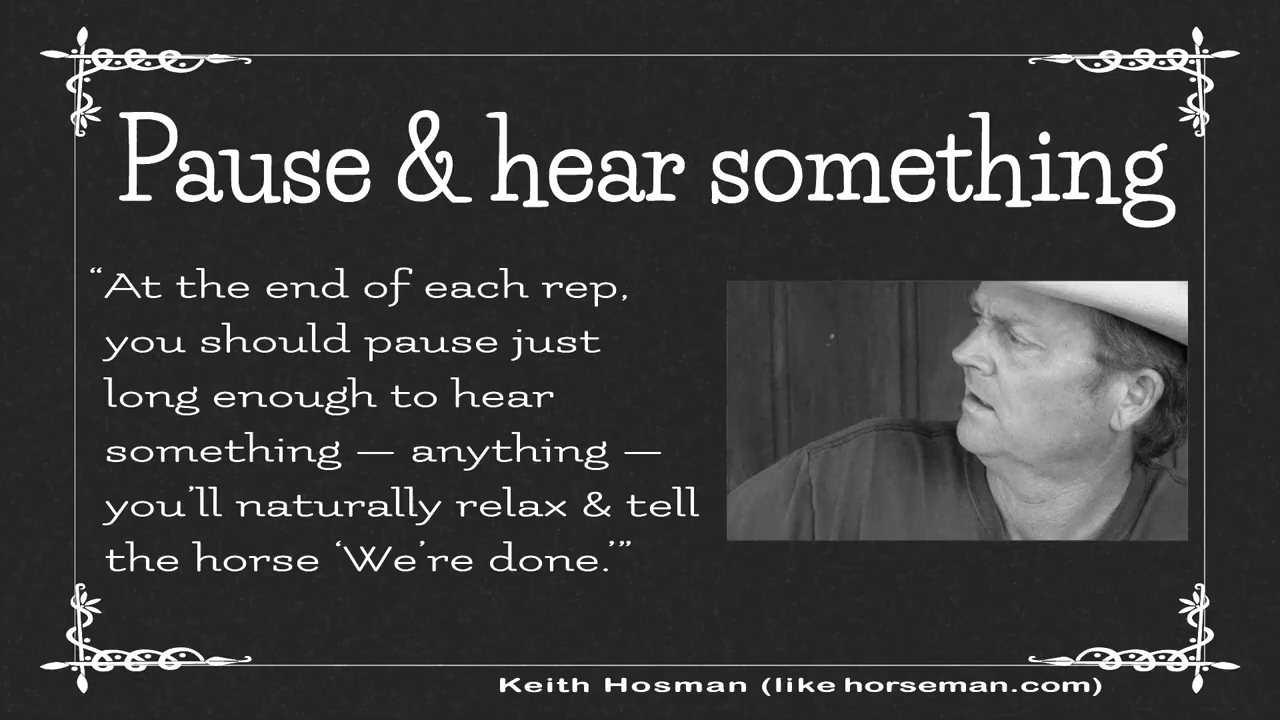 Pause & hear something
“At the end of each rep,
you should pause just
long enough to hear
something — anything —
you’ll naturally relax & tell
the horse ‘We’re done.’”
Keith Hosman (like horseman.com)